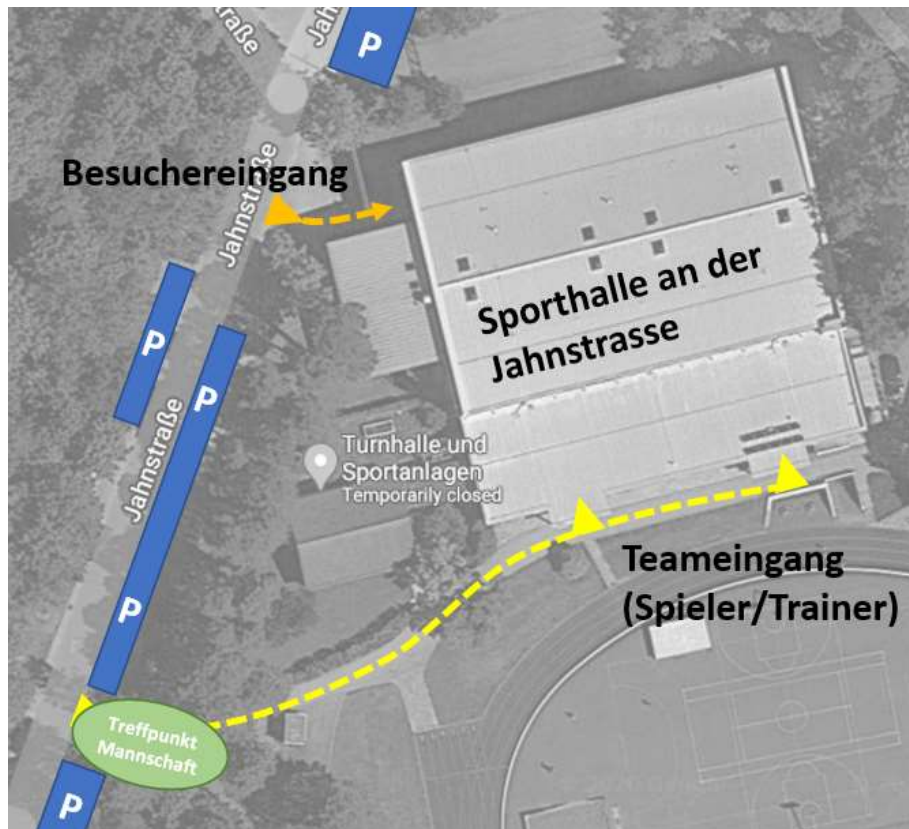 P
Jahnstraße
Besuchereingang
Jahnstraße
P
P
Sporthalle an der
Jahnstrasse
Jahnstraße
Turnhalle und
Sportanlagen
Temporarily closed
Teameingang
(Spieler/Trainer)
P
Treffpunkt
Mannschaft
P